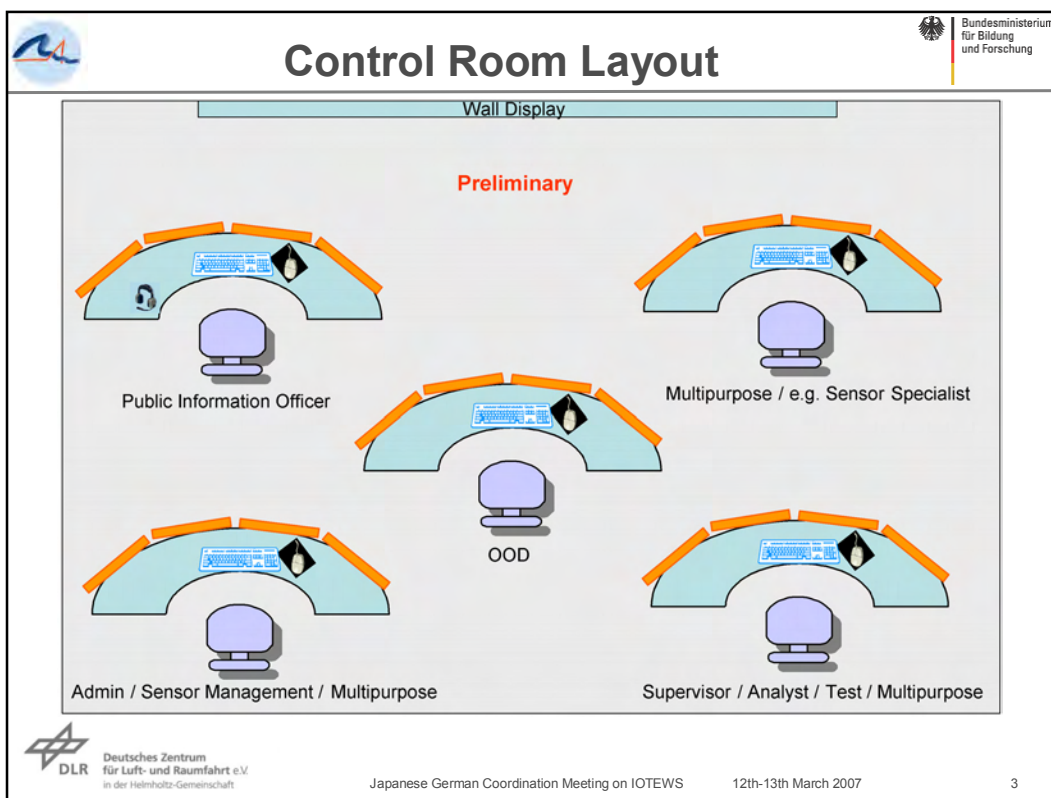 Control Room Layout
Bundesministerium
für Bildung
und Forschung
Wall Display
Preliminary
Public Information Officer
Multipurpose / e.g. Sensor Specialist
OOD
Admin / Sensor Management / Multipurpose
Supervisor / Analyst / Test / Multipurpose
DLR
Deutsches Zentrum
für Luft- und Raumfahrt e.V.
in der Helmholtz-Gemeinschaft
Japanese German Coordination Meeting on IOTEWS 12th-13th March 2007 3